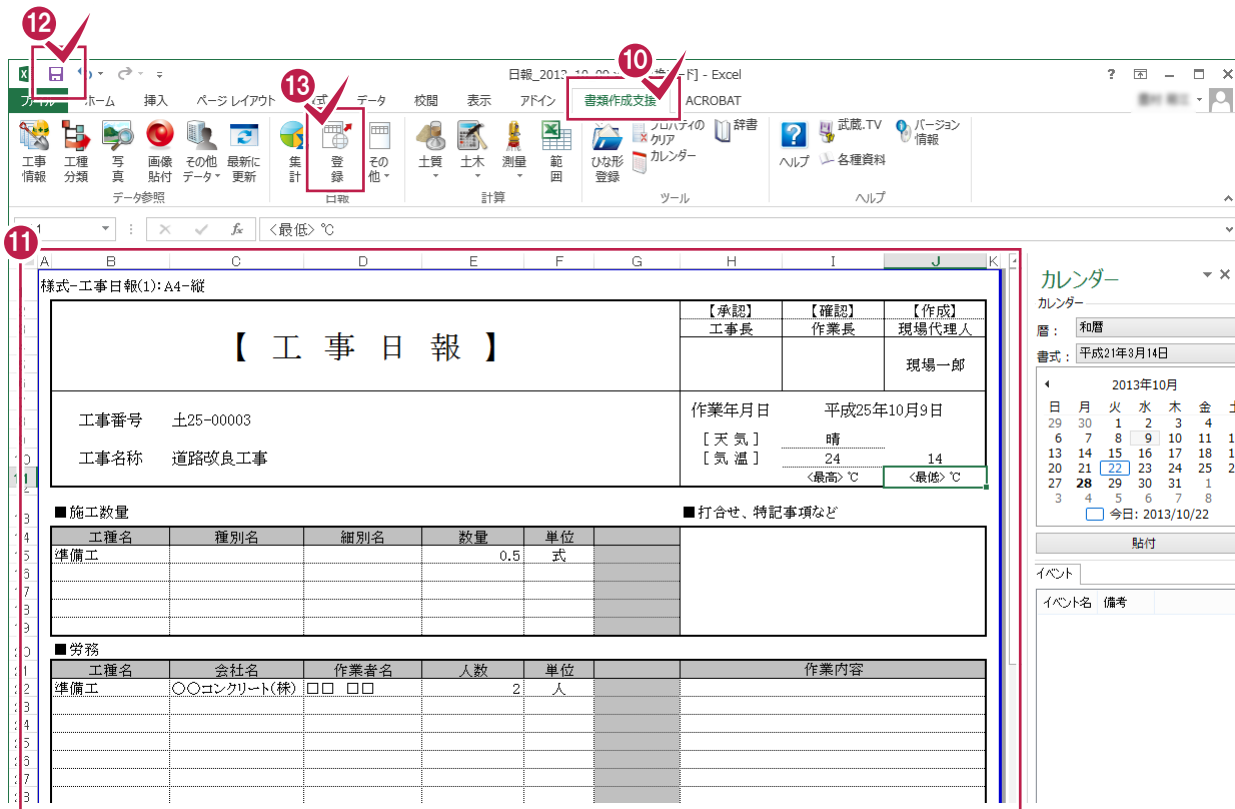 12
10
13
日報_2013_10_09
ード] - Excel
?
ファイル ホーム 挿入 ページ レイアウト 数式 データ 校閲 表示 アドイン 書類作成支援 ACROBAT
工事情報 工種分類 写真 画像貼付 その他データ 最新に更新 集計 登録 その他 土質 土木 測量 範囲 ひな形登録 プロパティのクリア 辞書 カレンダー ヘルプ 武蔵.TV 各種資料 バージョン情報
データ参照 日報 計算 ツール ヘルプ
11
fx <最低> ℃
A B C D E F G H I J K
様式-工事日報(1):A4-縦
【承認】 【確認】 【作成】
工事長 作業長 現場代理人
【 工 事 日 報 】
現場一郎
作業年月日 平成25年10月9日
工事番号 土25-00003
[天気] 晴
工事名称 道路改良工事
[気温] 24 14
<最高> ℃ <最低> ℃
■施工数量 ■打合せ、特記事項など
工種名 種別名 細別名 数量 単位
準備工 0.5 式
■労務
工種名 会社名 作業者名 人数 単位 作業内容
準備工 〇〇コンクリート(株) □□ □□ 2 人
カレンダー
カレンダー
暦: 和暦
書式: 平成21年3月14日
2013年10月
日 月 火 水 木 金 土
29 30 1 2 3 4
6 7 8 9 10 11 1
13 14 15 16 17 18 1
20 21 22 23 24 25 2
27 28 29 30 31 1
3 4 5 6 7 8
今日: 2013/10/22
貼付
イベント
イベント名 備考